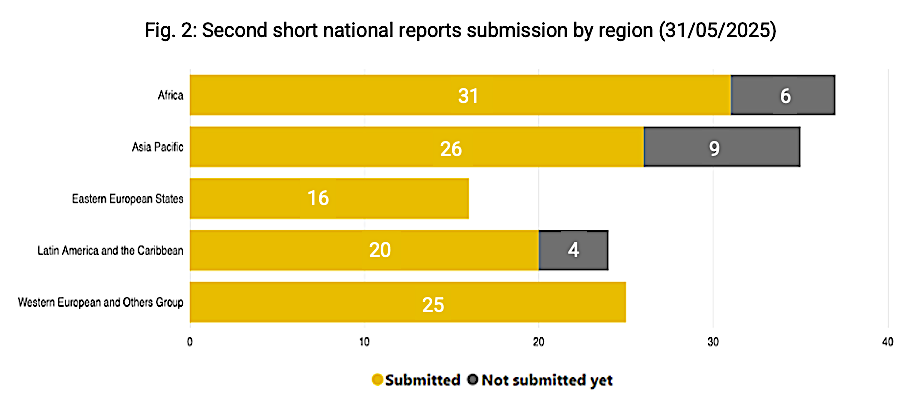 Fig. 2: Second short national reports submission by region (31/05/2025)
Africa 31 6
Asia Pacific 26 9
Eastern European States 16
Latin America and the Caribbean 20 4
Western European and Others Group 25
0 10 20 30 40
Submitted Not submitted yet